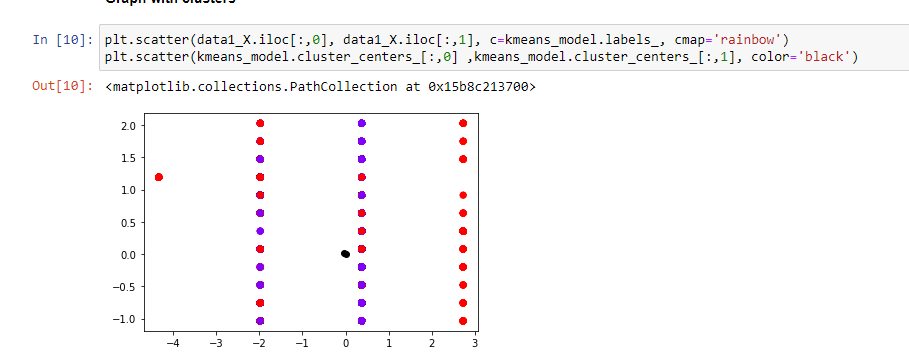 Graph with clusters
In [10]: plt.scatter(data1_X.iloc[:,0], data1_X.iloc[:,1], c=kmeans_model.labels_, cmap='rainbow')
plt.scatter(kmeans_model.cluster_centers_[:,0] ,kmeans_model.cluster_centers_[:,1], color='black')
Out[10]: <matplotlib.collections.PathCollection at 0x15b8c213700>
2.0
1.5
1.0
0.5
0.0
−0.5
−1.0
−4 −3 −2 −1 0 1 2 3